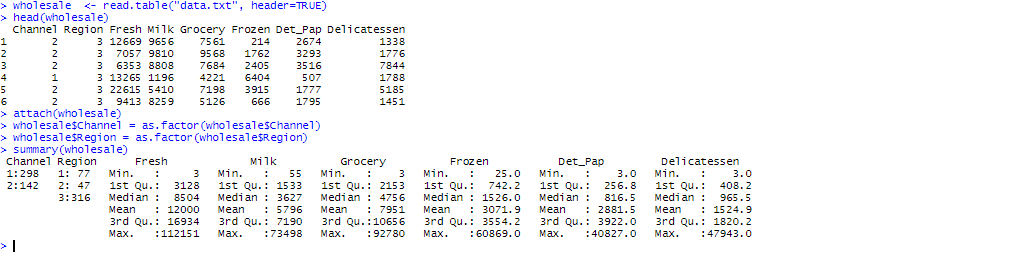 > wholesale  <- read.table("data.txt", header=TRUE)
> head(wholesale)
  Channel Region Fresh Milk Grocery Frozen Det_Pap Delicatessen
1       2      3 12669 9656    7561    214    2674         1338
2       2      3  7057 9810    9568   1762    3293         1776
3       2      3  6353 8808    7684   2405    3516         7844
4       1      3 13265 1196    4221   6404     507         1788
5       2      3 22615 5410    7198   3915    1777         5185
6       2      3  9413 8259    5126    666    1795         1451
> attach(wholesale)
> wholesale$Channel = as.factor(wholesale$Channel)
> wholesale$Region = as.factor(wholesale$Region)
> summary(wholesale)
 Channel Region      Fresh             Milk          Grocery          Frozen           Det_Pap         Delicatessen
 1:298   1: 77   Min.   :     3   Min.   :   55   Min.   :    3   Min.   :   25.0   Min.   :    3.0   Min.   :    3.0
 2:142   2: 47   1st Qu.:  3128   1st Qu.: 1533   1st Qu.: 2153   1st Qu.:  742.2   1st Qu.:  256.8   1st Qu.:  408.2
         3:316   Median :  8504   Median : 3627   Median : 4756   Median : 1526.0   Median :  816.5   Median :  965.5
                 Mean   : 12000   Mean   : 5796   Mean   : 7951   Mean   : 3071.9   Mean   : 2881.5   Mean   : 1524.9
                 3rd Qu.: 16934   3rd Qu.: 7190   3rd Qu.:10656   3rd Qu.: 3554.2   3rd Qu.: 3922.0   3rd Qu.: 1820.2
                 Max.   :112151   Max.   :73498   Max.   :92780   Max.   :60869.0   Max.   :40827.0   Max.   :47943.0
>